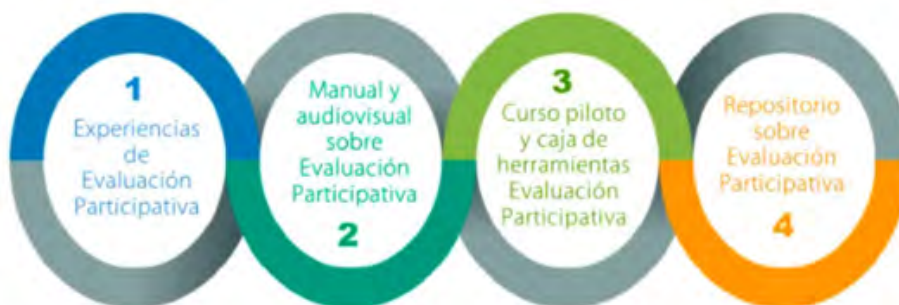 1
Experiencias
de
Evaluación
Participativa
Manual y
audiovisual
sobre
Evaluación
Participativa
2
3
Curso piloto
y caja de
herramientas
Evaluación
Participativa
Repositorio
sobre
Evaluación
Participativa
4